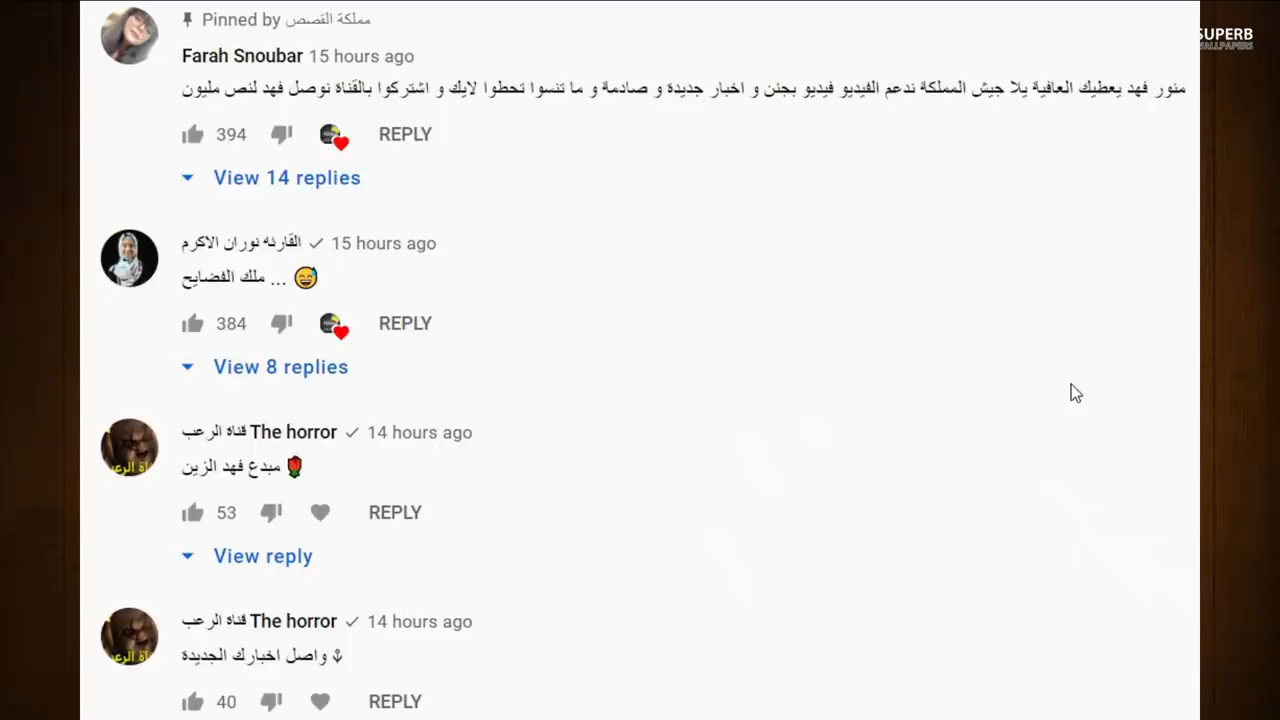 Pinned by مملكة القصص
SUPERB
WALLPAPERS
Farah Snoubar 15 hours ago
منور فهد يعطيك العافية يلا جيش المملكة ندعم الفيديو فيديو بجنن و اخبار جديدة و صادمة و ما تنسوا تحطوا لايك و اشتركوا بالقناة نوصل فهد لنص مليون
394 REPLY
View 14 replies
القارئه نوران الاكرم ✓ 15 hours ago
ملك الفضايح ... 😅
384 REPLY
View 8 replies
قناة الرعب The horror ✓ 14 hours ago
مبدع فهد الزين 🌹
53 REPLY
View reply
قناة الرعب The horror ✓ 14 hours ago
واصل اخبارك الجديدة ⚓
40 REPLY